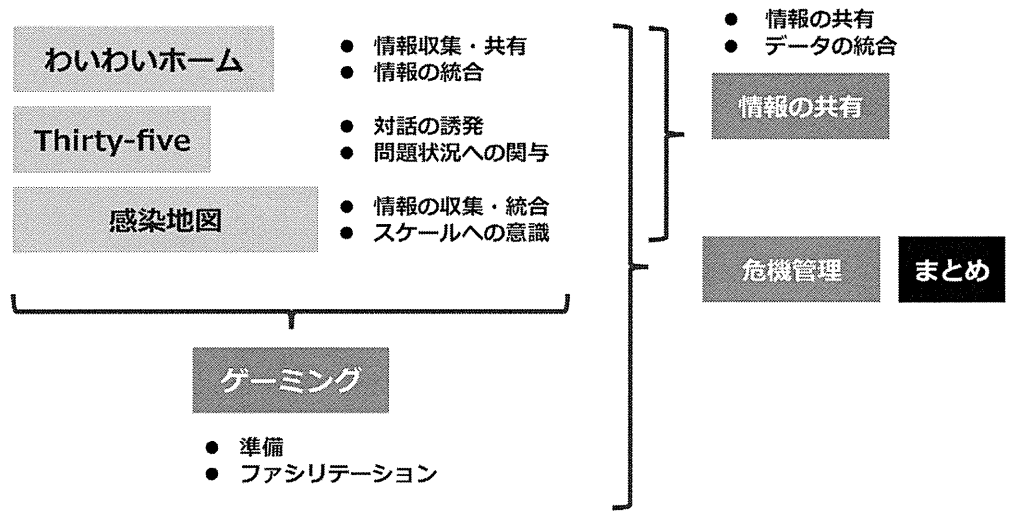 わいわいホーム
● 情報収集・共有
● 情報の統合
Thirty-five
● 対話の誘発
● 問題状況への関与
感染地図
● 情報の収集・統合
● スケールへの意識
ゲーミング
● 準備
● ファシリテーション
● 情報の共有
● データの統合
情報の共有
危機管理
まとめ